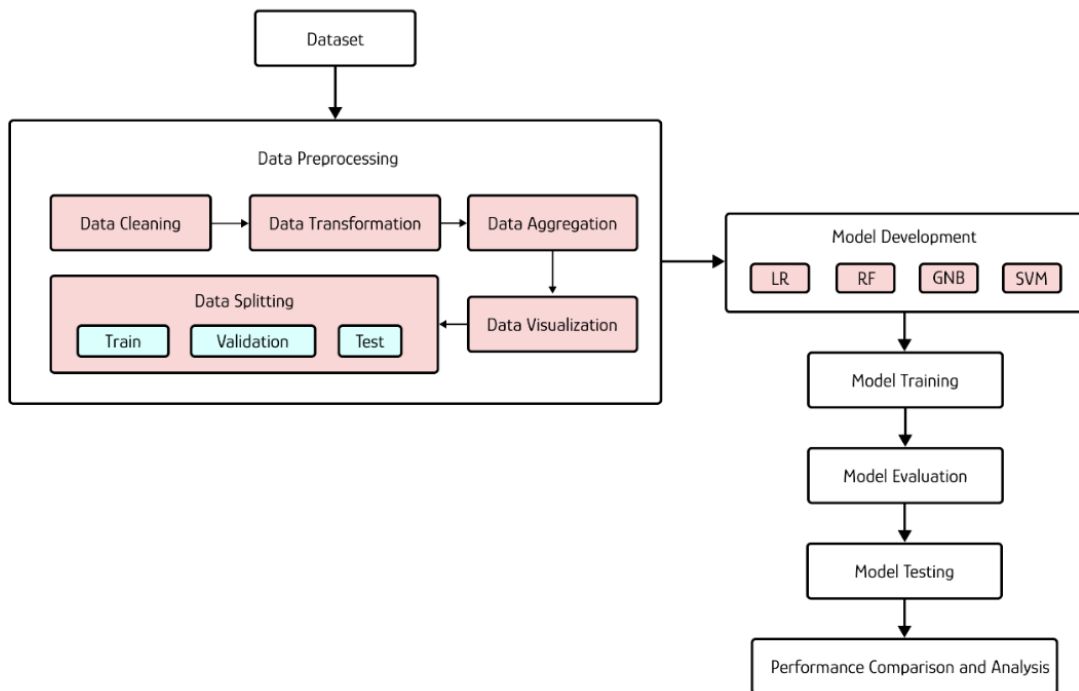 Dataset
Data Preprocessing
Data Cleaning
Data Transformation
Data Aggregation
Data Visualization
Data Splitting
Train
Validation
Test
Model Development
LR
RF
GNB
SVM
Model Training
Model Evaluation
Model Testing
Performance Comparison and Analysis